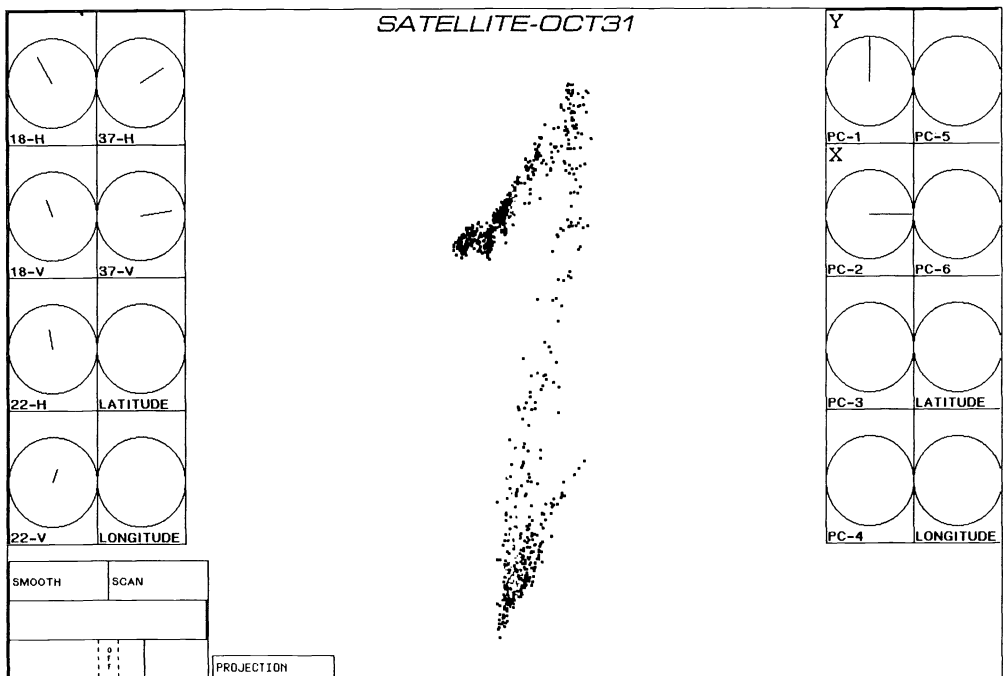 SATELLITE-OCT31
18-H 37-H
18-V 37-V
22-H LATITUDE
22-V LONGITUDE
SMOOTH SCAN
Off
PROJECTION
Y
PC-1 PC-5
X
PC-2 PC-6
PC-3 LATITUDE
PC-4 LONGITUDE